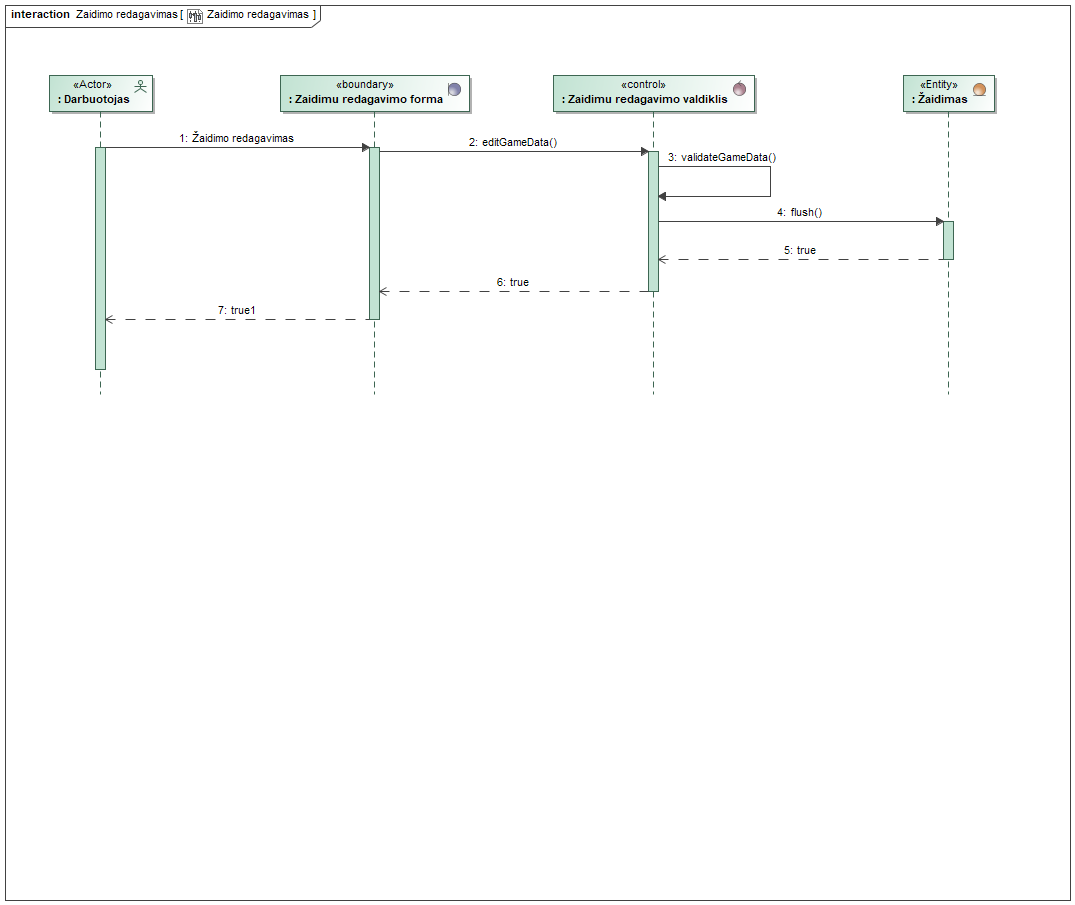 interaction Zaidimo redagavimas [ Zaidimo redagavimas ]
«Actor»
: Darbuotojas
«boundary»
: Zaidimu redagavimo forma
«control»
: Zaidimu redagavimo valdiklis
«Entity»
: Žaidimas
1: Žaidimo redagavimas
2: editGameData()
3: validateGameData()
4: flush()
5: true
6: true
7: true1